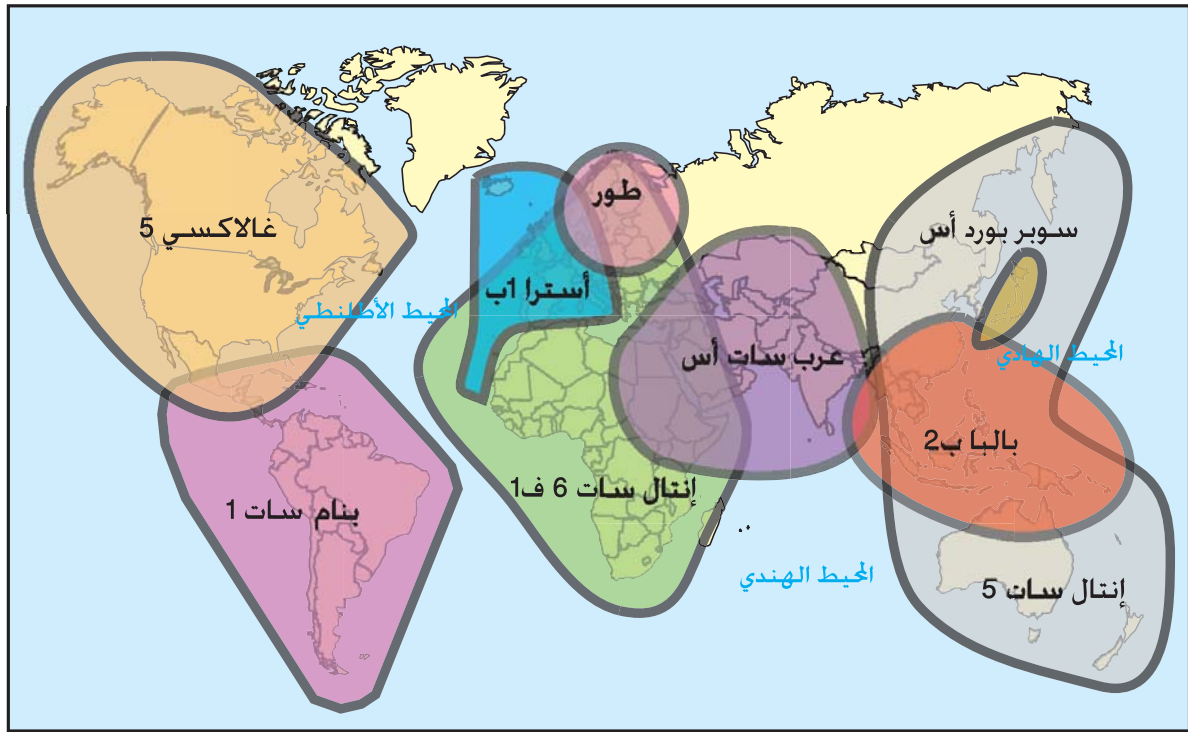 طور
غالاكسي 5
سوبر بورد أس
أسترا 1ب
المحيط الأطلنطي
عرب سات أس
المحيط الهادي
بالبا ب2
إنتال سات 6 ف1
بنام سات 1
المحيط الهندي
إنتال سات 5